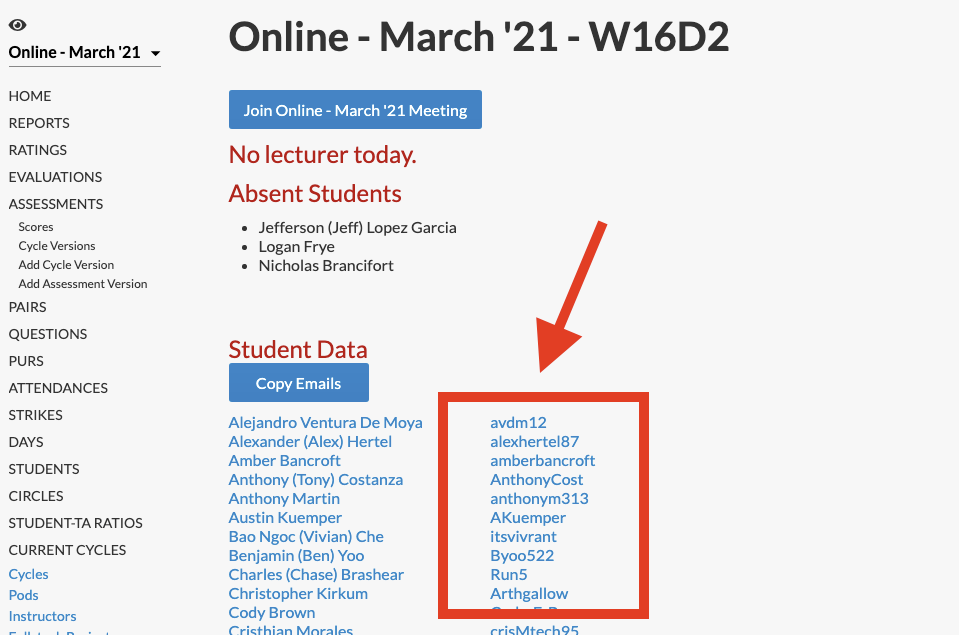 Online - March '21
HOME
REPORTS
RATINGS
EVALUATIONS
ASSESSMENTS
Scores
Cycle Versions
Add Cycle Version
Add Assessment Version
PAIRS
QUESTIONS
PURS
ATTENDANCES
STRIKES
DAYS
STUDENTS
CIRCLES
STUDENT-TA RATIOS
CURRENT CYCLES
Cycles
Pods
Instructors
Online - March '21 - W16D2
Join Online - March '21 Meeting
No lecturer today.
Absent Students
Jefferson (Jeff) Lopez Garcia
Logan Frye
Nicholas Brancifort
Student Data
Copy Emails
Alejandro Ventura De Moya avdm12
Alexander (Alex) Hertel alexhertel87
Amber Bancroft amberbancroft
Anthony (Tony) Costanza AnthonyCost
Anthony Martin anthonym313
Austin Kuemper AKuemper
Bao Ngoc (Vivian) Che itsvivrant
Benjamin (Ben) Yoo Byoo522
Charles (Chase) Brashear Run5
Christopher Kirkum Arthgallow
Cody Brown
Cristhian Morales crisMtech95